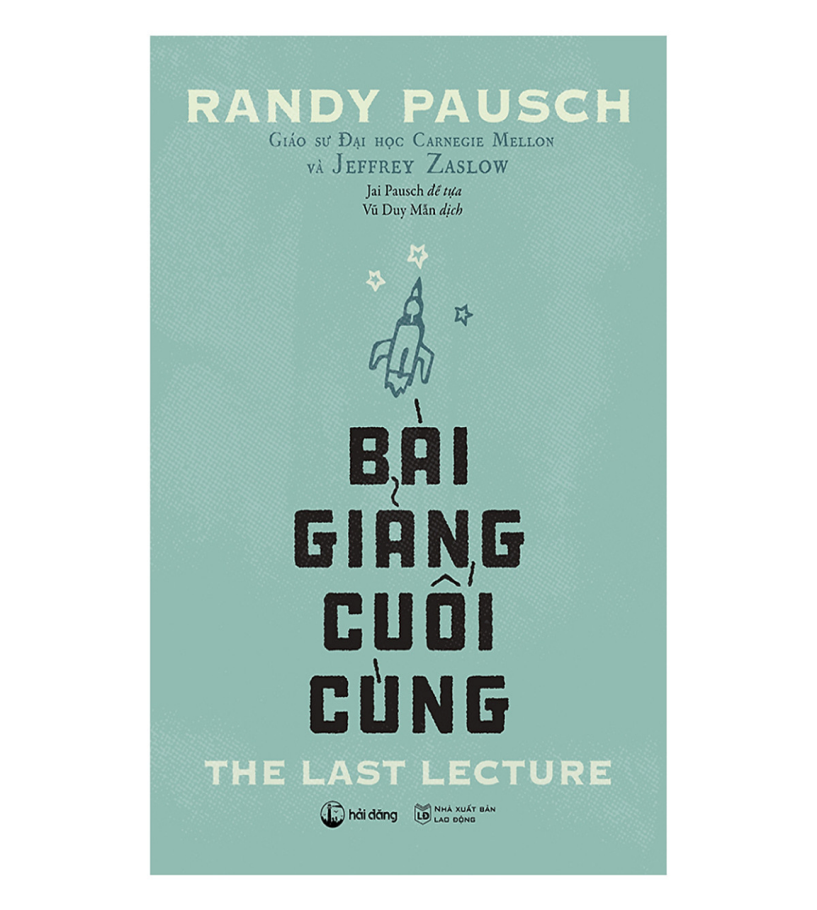 RANDY PAUSCH
GIÁO SƯ ĐẠI HỌC CARNEGIE MELLON
VÀ JEFFREY ZASLOW
Jai Pausch đề tựa
Vũ Duy Mẫn dịch
BÀI
GIẢNG
CUỐI
CÙNG
THE LAST LECTURE
hải đăng
LĐ
NHÀ XUẤT BẢN
LAO ĐỘNG